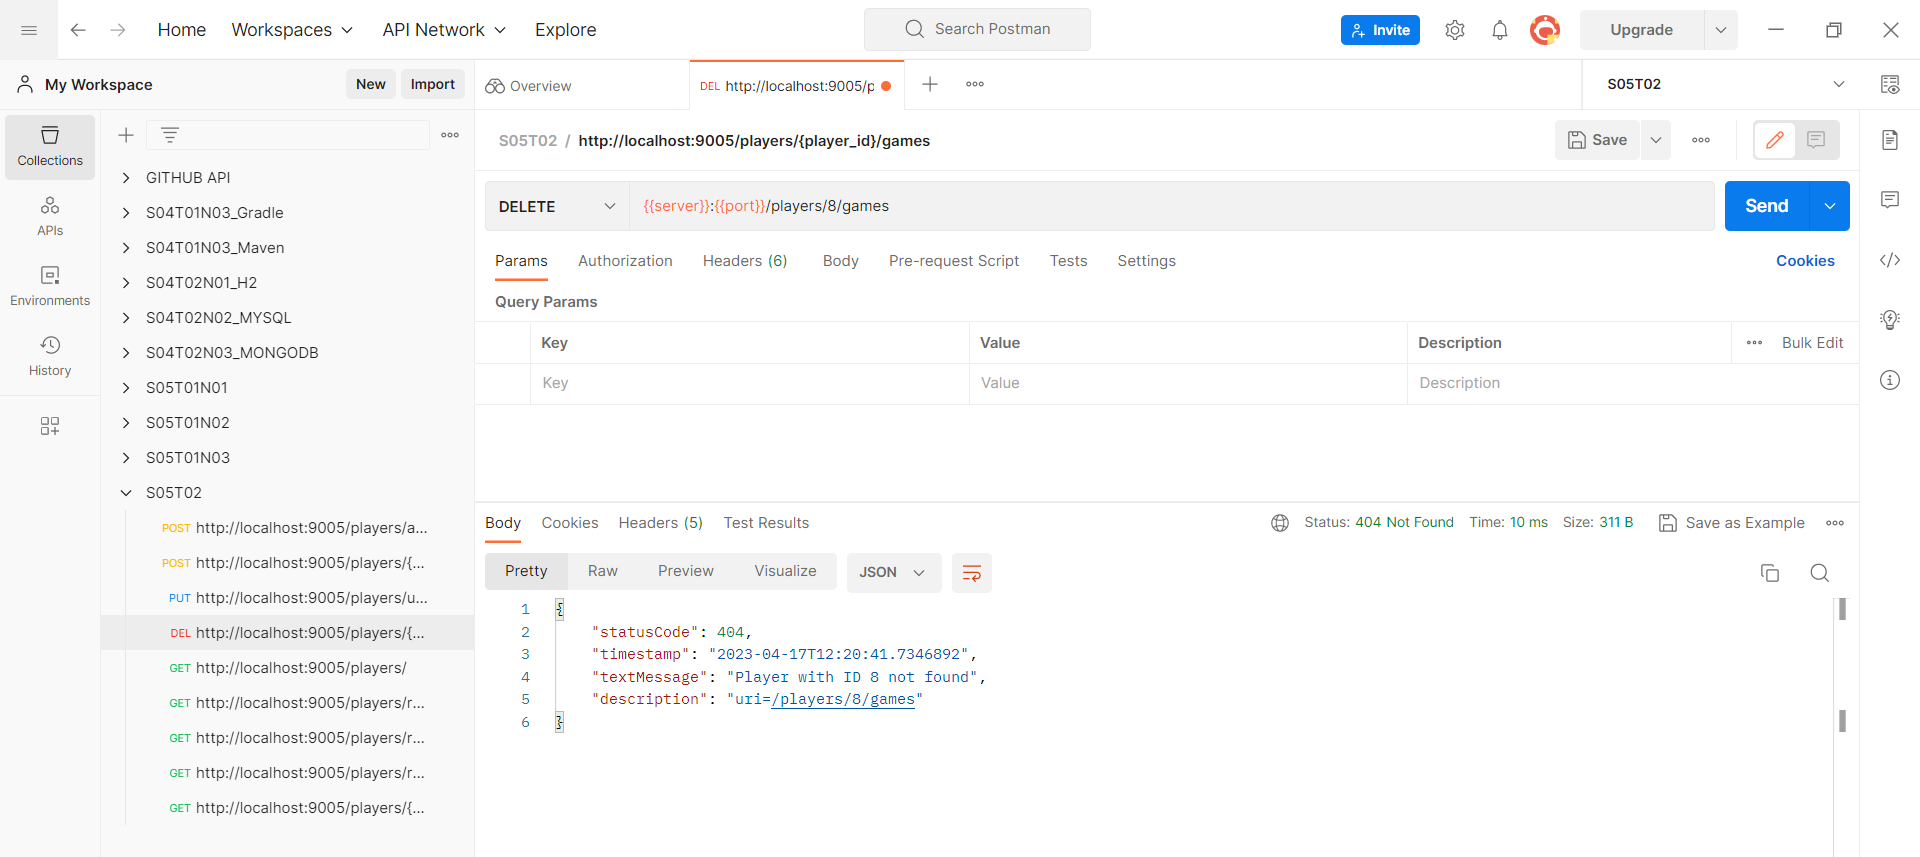 Home Workspaces API Network Explore Search Postman Invite Upgrade
My Workspace New Import Overview DEL http://localhost:9005/p S05T02
Collections
APIs
Environments
History
GITHUB API
S04T01N03_Gradle
S04T01N03_Maven
S04T02N01_H2
S04T02N02_MYSQL
S04T02N03_MONGODB
S05T01N01
S05T01N02
S05T01N03
S05T02
POST http://localhost:9005/players/a...
POST http://localhost:9005/players/{...
PUT http://localhost:9005/players/u...
DEL http://localhost:9005/players/{...
GET http://localhost:9005/players/
GET http://localhost:9005/players/r...
GET http://localhost:9005/players/r...
GET http://localhost:9005/players/r...
GET http://localhost:9005/players/{...
S05T02 / http://localhost:9005/players/{player_id}/games Save
DELETE {{server}}:{{port}}/players/8/games Send
Params Authorization Headers (6) Body Pre-request Script Tests Settings Cookies
Query Params
Key Value Description Bulk Edit
Key Value Description
Body Cookies Headers (5) Test Results Status: 404 Not Found Time: 10 ms Size: 311 B Save as Example
Pretty Raw Preview Visualize JSON
1 {
2 "statusCode": 404,
3 "timestamp": "2023-04-17T12:20:41.7346892",
4 "textMessage": "Player with ID 8 not found",
5 "description": "uri=/players/8/games"
6 }